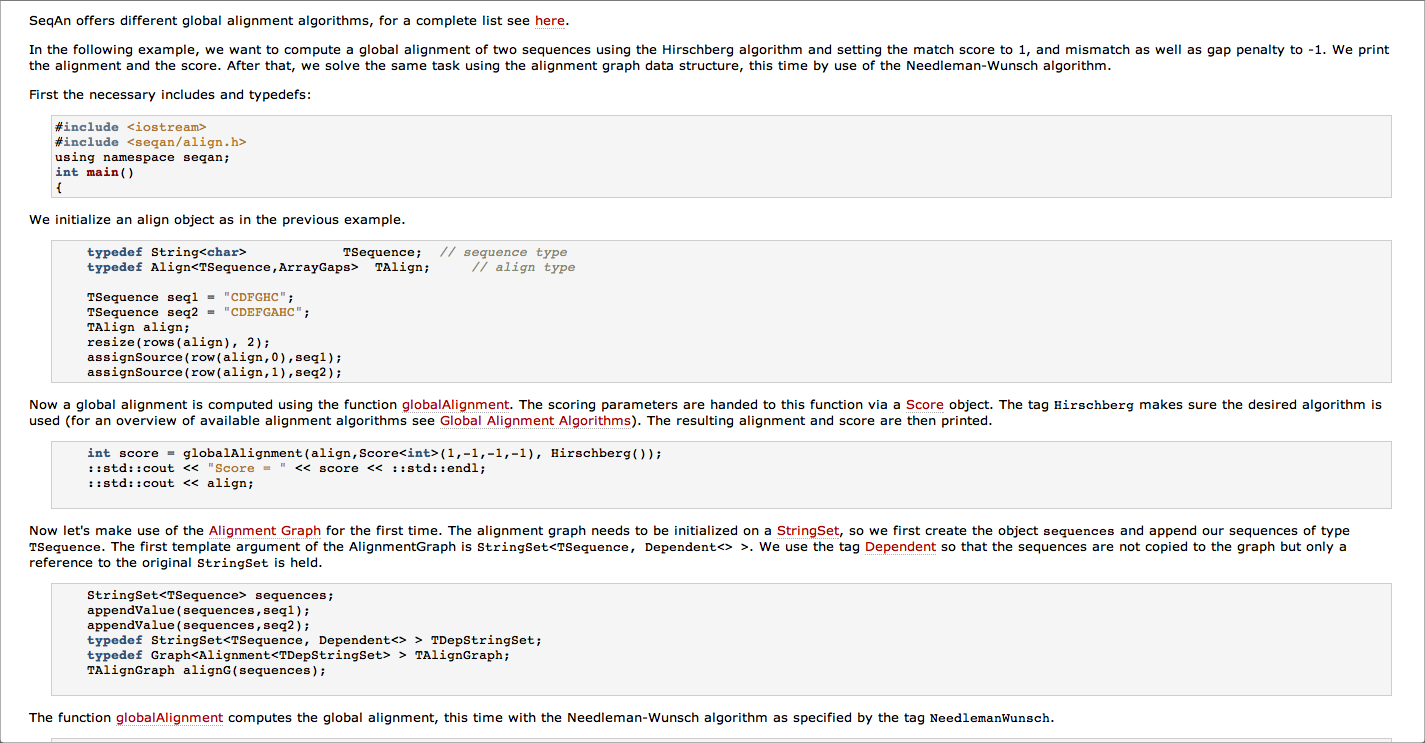 SeqAn offers different global alignment algorithms, for a complete list see here.
In the following example, we want to compute a global alignment of two sequences using the Hirschberg algorithm and setting the match score to 1, and mismatch as well as gap penalty to -1. We print
the alignment and the score. After that, we solve the same task using the alignment graph data structure, this time by use of the Needleman-Wunsch algorithm.
First the necessary includes and typedefs:
#include <iostream>
#include <seqan/align.h>
using namespace seqan;
int main()
{
We initialize an align object as in the previous example.
typedef String<char>            TSequence;  // sequence type
typedef Align<TSequence,ArrayGaps>  TAlign;     // align type
TSequence seq1 = "CDFGHC";
TSequence seq2 = "CDEFGAHC";
TAlign align;
resize(rows(align), 2);
assignSource(row(align,0),seq1);
assignSource(row(align,1),seq2);
Now a global alignment is computed using the function globalAlignment. The scoring parameters are handed to this function via a Score object. The tag Hirschberg makes sure the desired algorithm is
used (for an overview of available alignment algorithms see Global Alignment Algorithms). The resulting alignment and score are then printed.
int score = globalAlignment(align,Score<int>(1,-1,-1,-1), Hirschberg());
::std::cout << "Score = " << score << ::std::endl;
::std::cout << align;
Now let's make use of the Alignment Graph for the first time. The alignment graph needs to be initialized on a StringSet, so we first create the object sequences and append our sequences of type
TSequence. The first template argument of the AlignmentGraph is StringSet<TSequence, Dependent<> >. We use the tag Dependent so that the sequences are not copied to the graph but only a
reference to the original StringSet is held.
StringSet<TSequence> sequences;
appendValue(sequences,seq1);
appendValue(sequences,seq2);
typedef StringSet<TSequence, Dependent<> > TDepStringSet;
typedef Graph<Alignment<TDepStringSet> > TAlignGraph;
TAlignGraph alignG(sequences);
The function globalAlignment computes the global alignment, this time with the Needleman-Wunsch algorithm as specified by the tag NeedlemanWunsch.